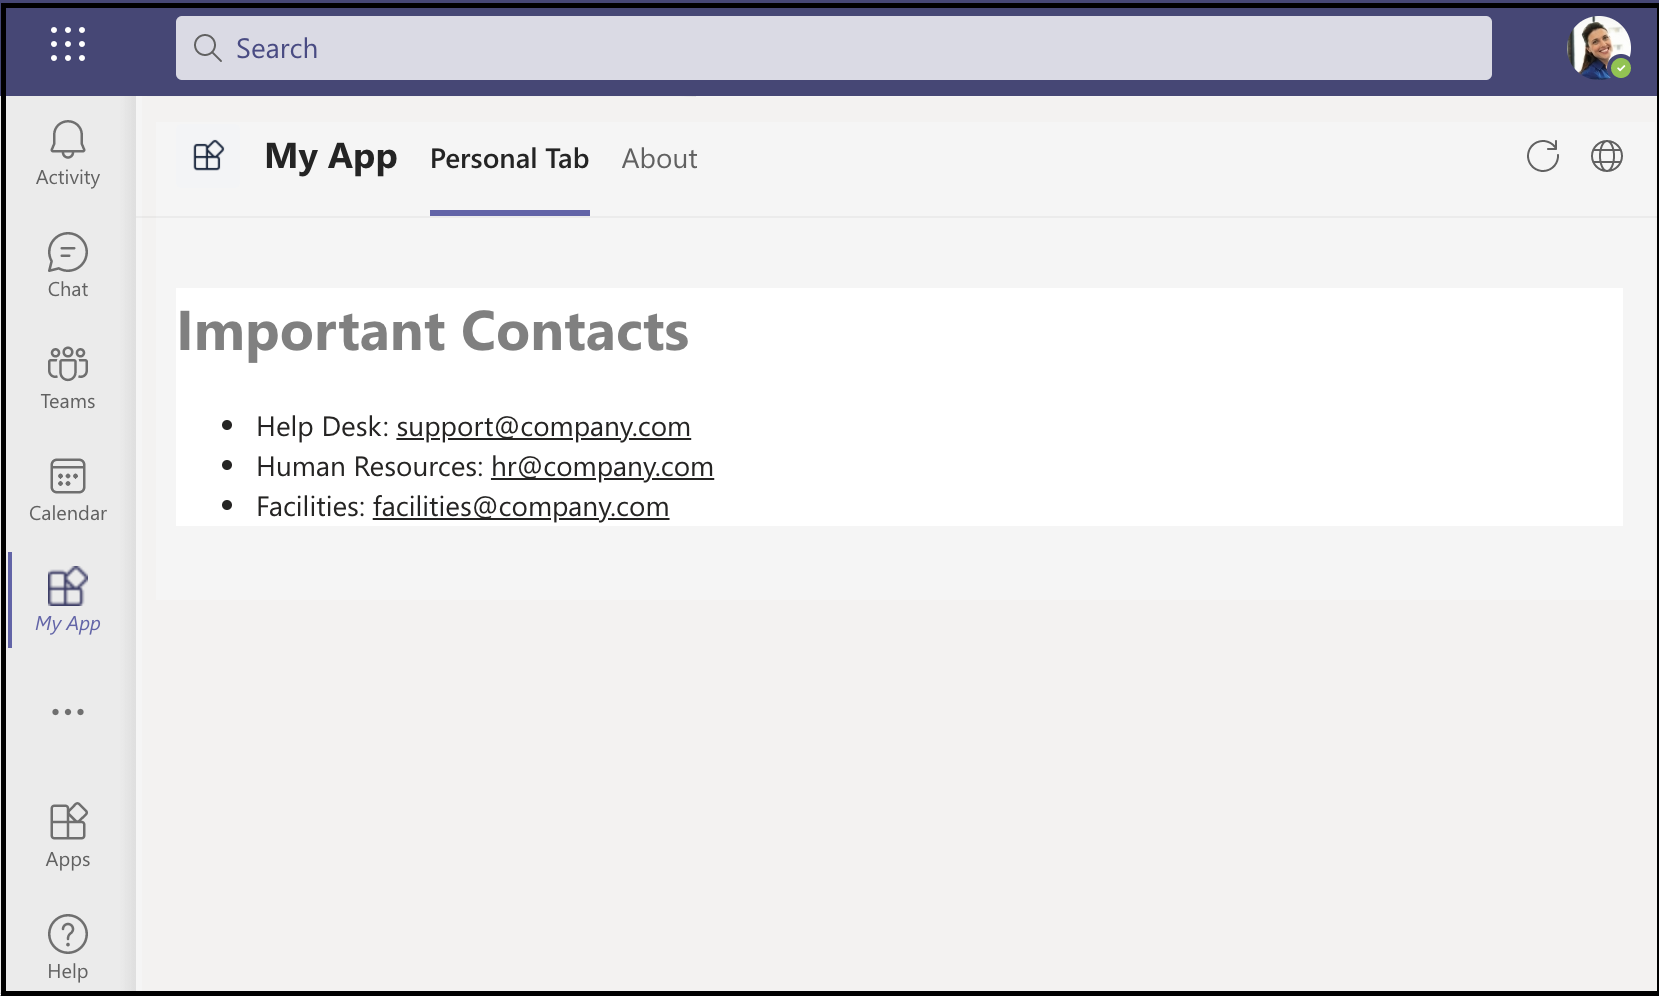 Search
Activity
Chat
Teams
Calendar
My App
Apps
Help
My App Personal Tab About
Important Contacts
• Help Desk: support@company.com
• Human Resources: hr@company.com
• Facilities: facilities@company.com